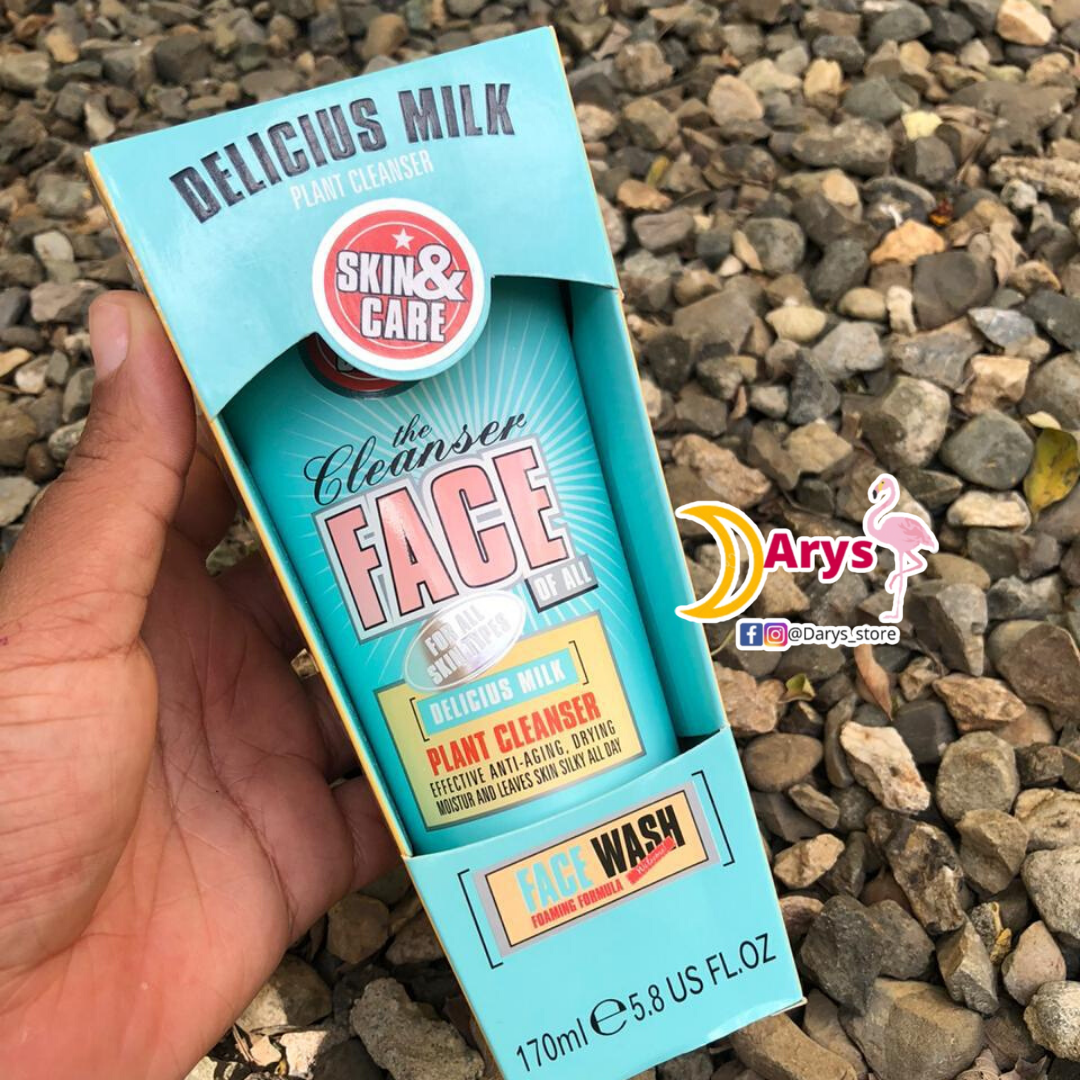 DELICIUS MILK
PLANT CLEANSER
SKIN&
CARE
the
Cleanser
FACE
OF ALL
FOR ALL
SKIN TYPES
DELICIUS MILK
PLANT CLEANSER
EFFECTIVE ANTI-AGING, DRYING
MOISTUR AND LEAVES SKIN SILKY ALL DAY
FACE WASH
FOAMING FORMULA
170ml e 5.8 US FL.OZ
DArys
@Darys_store